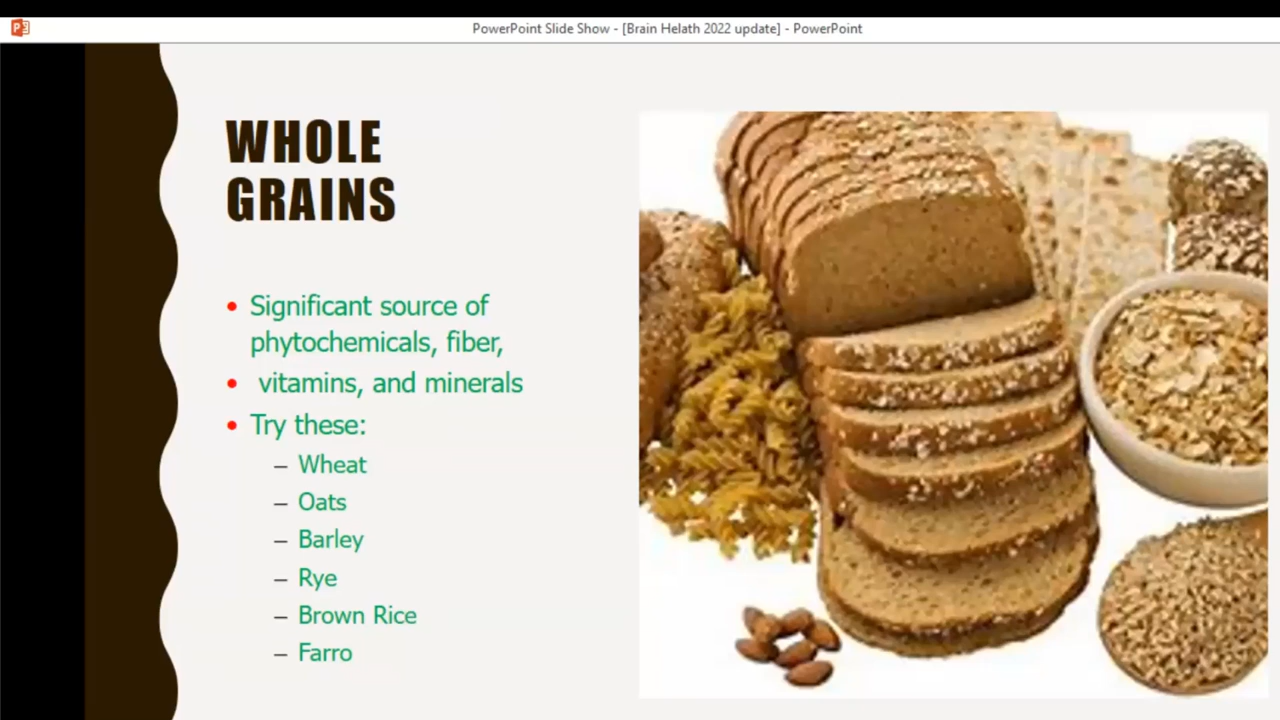 PowerPoint Slide Show - [Brain Helath 2022 update] - PowerPoint
WHOLE
GRAINS
• Significant source of
phytochemicals, fiber,
• vitamins, and minerals
• Try these:
– Wheat
– Oats
– Barley
– Rye
– Brown Rice
– Farro